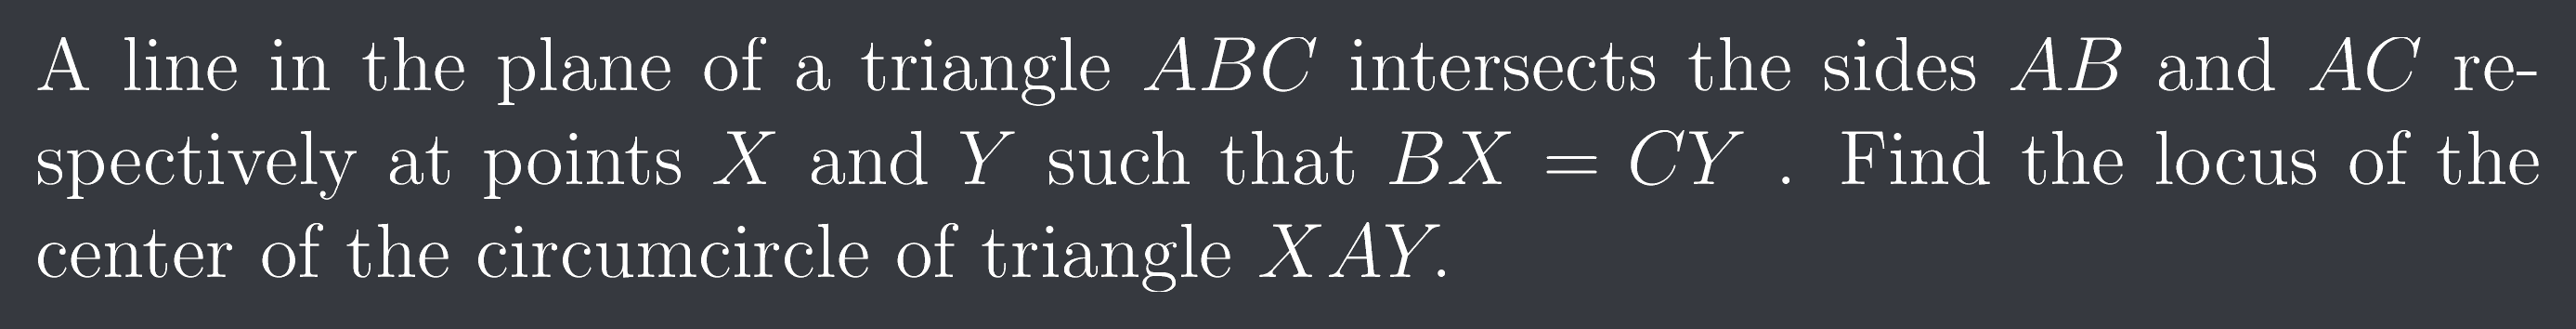 A line in the plane of a triangle ABC intersects the sides AB and AC re-
spectively at points X and Y such that BX = CY . Find the locus of the
center of the circumcircle of triangle XAY.